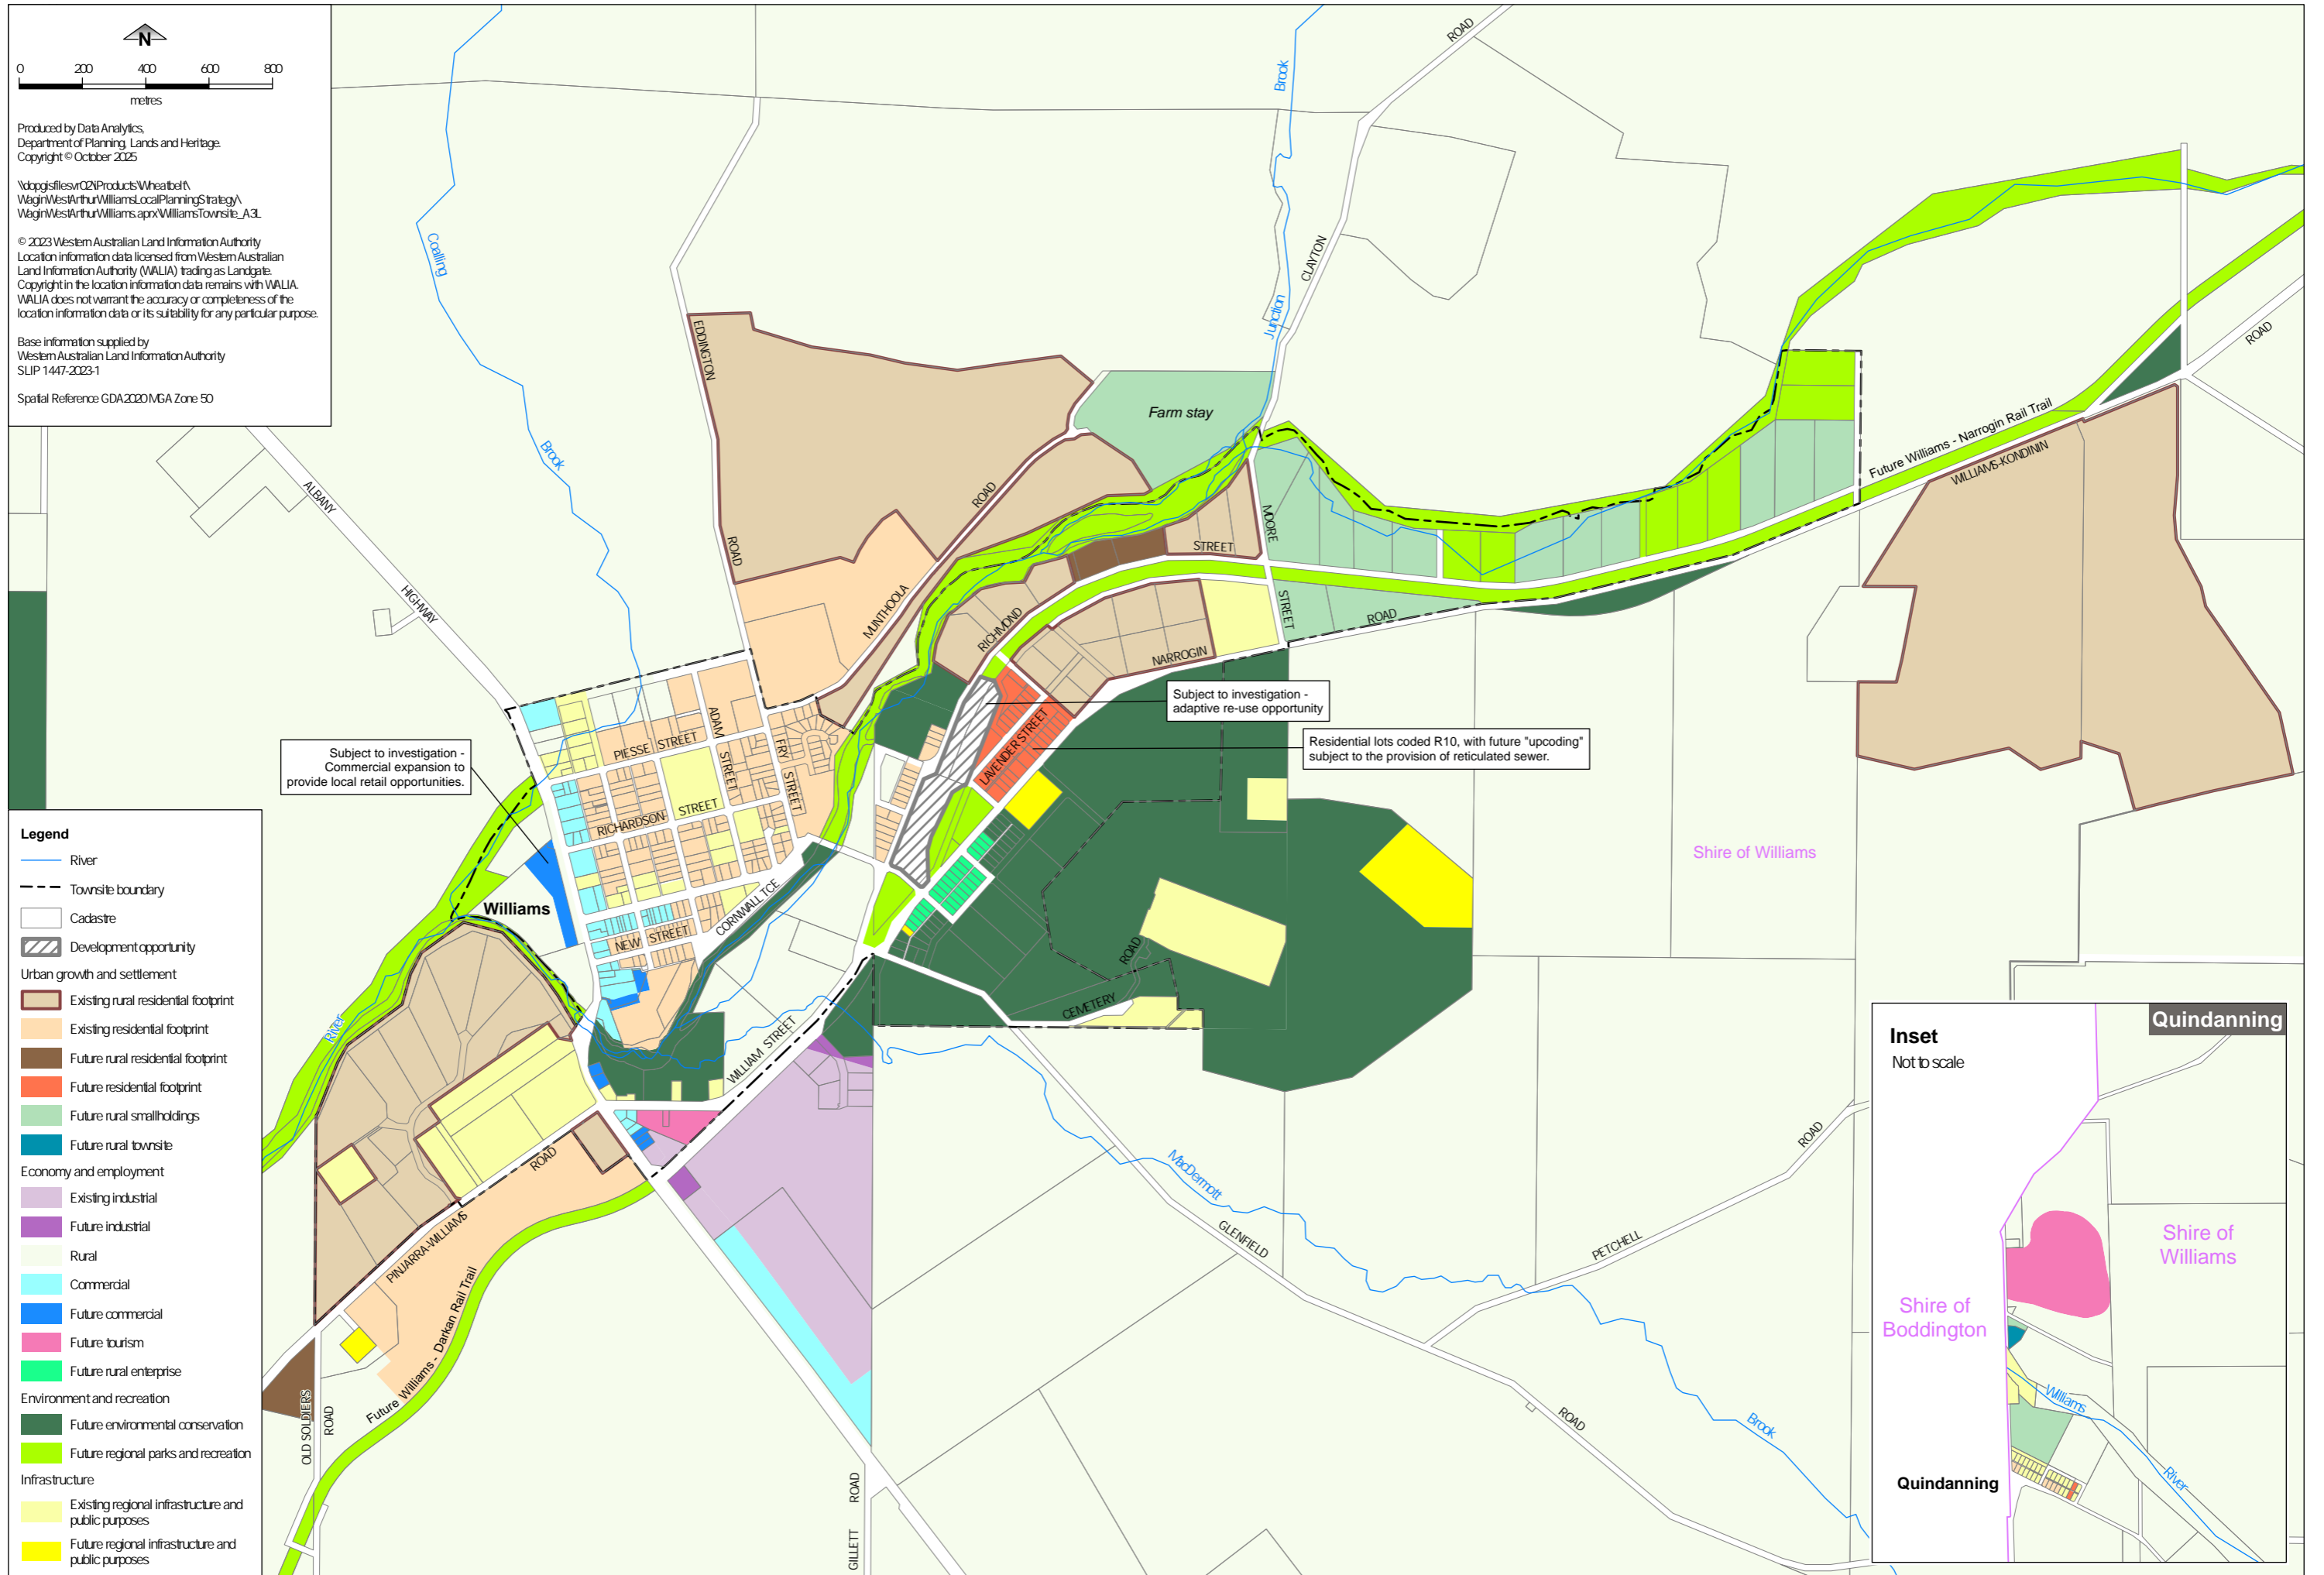 N
0 200 400 600 800
metres
Produced by Data Analytics,
Department of Planning, Lands and Heritage.
Copyright © October 2025
\\dopgisfilesvr02\Products\Wheatbelt\
WaginWestArthurWilliamsLocalPlanningStrategy\
WaginWestArthurWilliams.aprx\WilliamsTownsite_A3L
© 2023 Western Australian Land Information Authority
Location information data licensed from Western Australian
Land Information Authority (WALIA) trading as Landgate.
Copyright in the location information data remains with WALIA.
WALIA does not warrant the accuracy or completeness of the
location information data or its suitability for any particular purpose.
Base information supplied by
Western Australian Land Information Authority
SLIP 1447-2023-1
Spatial Reference GDA2020 MGA Zone 50
Coalling
Brook
Brook
Junction
ROAD
CLAYTON
EDDINGTON
ROAD
Farm stay
ROAD
MUNTHOOLA
ALBANY
HIGHWAY
MOORE
STREET
STREET
RICHMOND
NARROGIN
ROAD
Future Williams - Narrogin Rail Trail
WILLIAMS-KONDININ
ROAD
Subject to investigation -
adaptive re-use opportunity
Residential lots coded R10, with future "upcoding"
subject to the provision of reticulated sewer.
Subject to investigation -
Commercial expansion to
provide local retail opportunities.
LAVENDER STREET
PIESSE STREET
ADAM
STREET
FRY
STREET
RICHARDSON STREET
CORNWALL TCE
NEW STREET
Williams
WILLIAM STREET
ROAD
CEMETERY
Shire of Williams
River
ROAD
PINJARRA-WILLIAMS
Future Williams - Darkan Rail Trail
OLD SOLDIERS
ROAD
MacDermott
Brook
GLENFIELD
ROAD
PETCHELL
ROAD
GILLETT ROAD
Legend
River
Townsite boundary
Cadastre
Development opportunity
Urban growth and settlement
Existing rural residential footprint
Existing residential footprint
Future rural residential footprint
Future residential footprint
Future rural smallholdings
Future rural townsite
Economy and employment
Existing industrial
Future industrial
Rural
Commercial
Future commercial
Future tourism
Future rural enterprise
Environment and recreation
Future environmental conservation
Future regional parks and recreation
Infrastructure
Existing regional infrastructure and
public purposes
Future regional infrastructure and
public purposes
Quindanning
Inset
Not to scale
Shire of
Williams
Shire of
Boddington
Williams
River
Quindanning